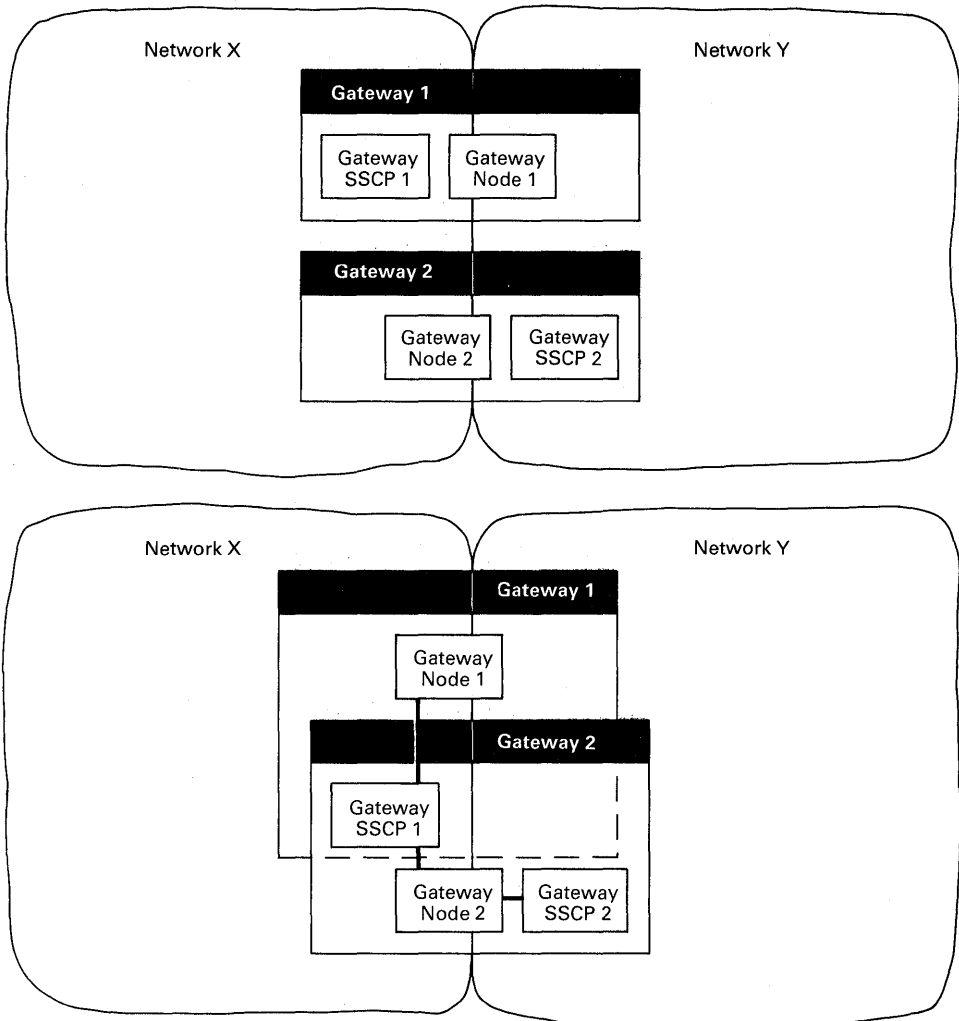 Network X
Network Y
Gateway 1
Gateway
SSCP 1
Gateway
Node 1
Gateway 2
Gateway
Node 2
Gateway
SSCP 2
Network X
Network Y
Gateway 1
Gateway
Node 1
Gateway 2
Gateway
SSCP 1
Gateway
Node 2
Gateway
SSCP 2